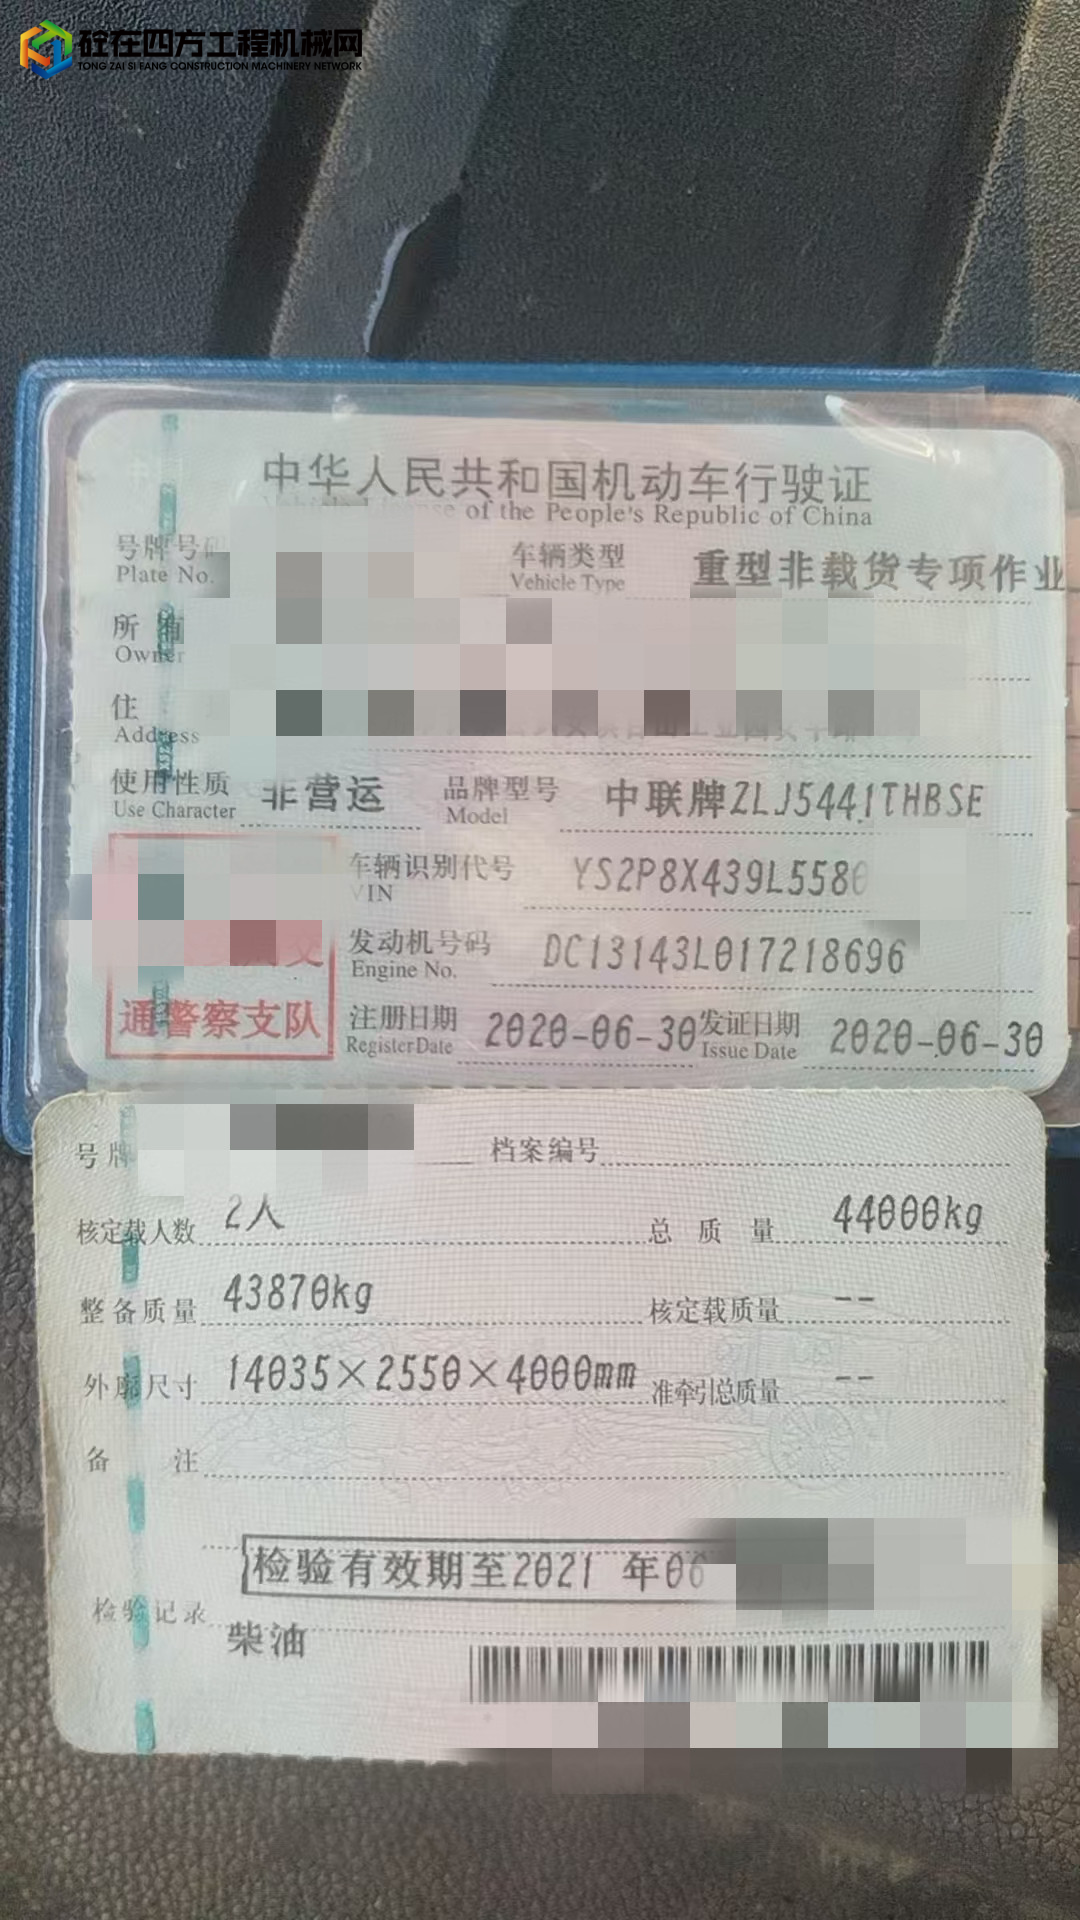 砼在四方工程机械网
TONG ZAI SI FANG CONSTRUCTION MACHINERY NETWORK
中华人民共和国机动车行驶证
of the People's Republic of China
号牌号码 车辆类型 重型非载货专项作业
Plate No. Vehicle Type
所有
Owner
住
Address
使用性质 非营运 品牌型号 中联牌ZLJ5441THBSE
Use Character Model
车辆识别代号 YS2P8X439L5580
VIN
发动机号码 DC13143L017218696
Engine No.
通警察支队
注册日期 2020-06-30 发证日期 2020-06-30
Register Date Issue Date
号牌 档案编号
核定载人数 2人 总质量 44000kg
整备质量 43870kg 核定载质量 --
外廓尺寸 14035×2550×4000mm 准牵引总质量 --
备注
检验有效期至2021 年06
检验记录
柴油